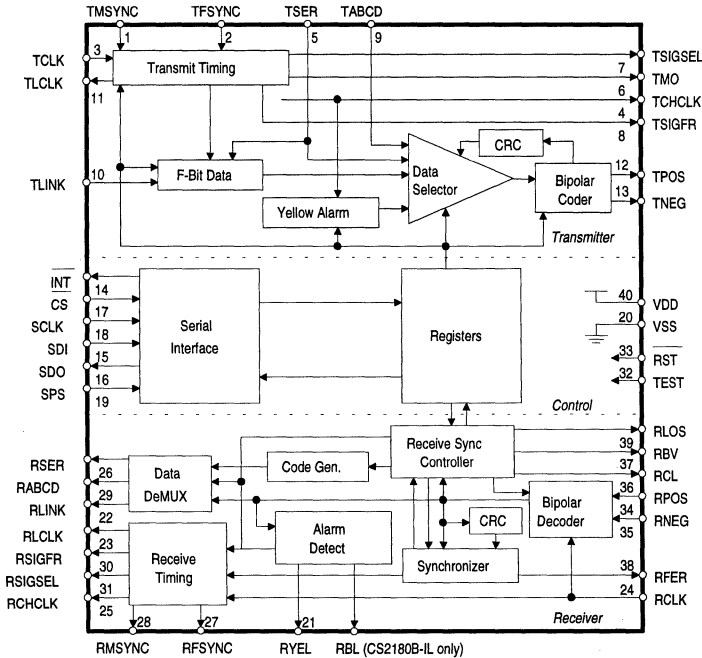 TMSYNC TFSYNC TSER TABCD
1 2 5 9
TCLK 3 Transmit Timing TSIGSEL
7
TLCLK TMO
11 6
TCHCLK
4
TSIGFR
8
CRC
Data Selector
12 TPOS
10 F-Bit Data
TLINK
Bipolar Coder
13 TNEG
Yellow Alarm
Transmitter
INT
14
CS
17
SCLK
18
SDI
15
SDO
16
SPS
19
Serial Interface
Registers
40 VDD
20 VSS
33 RST
32 TEST
Control
RLOS
39
RBV
37
RCL
36
RPOS
34
RNEG
35
Receive Sync Controller
Code Gen.
Data DeMUX
RSER
26
RABCD
29
RLINK
22
RLCLK
23
RSIGFR
30
RSIGSEL
31
RCHCLK
25
Bipolar Decoder
CRC
Alarm Detect
Receive Timing
Synchronizer
38
RFER
24
RCLK
Receiver
28 27 21
RMSYNC RFSYNC RYEL RBL (CS2180B-IL only)